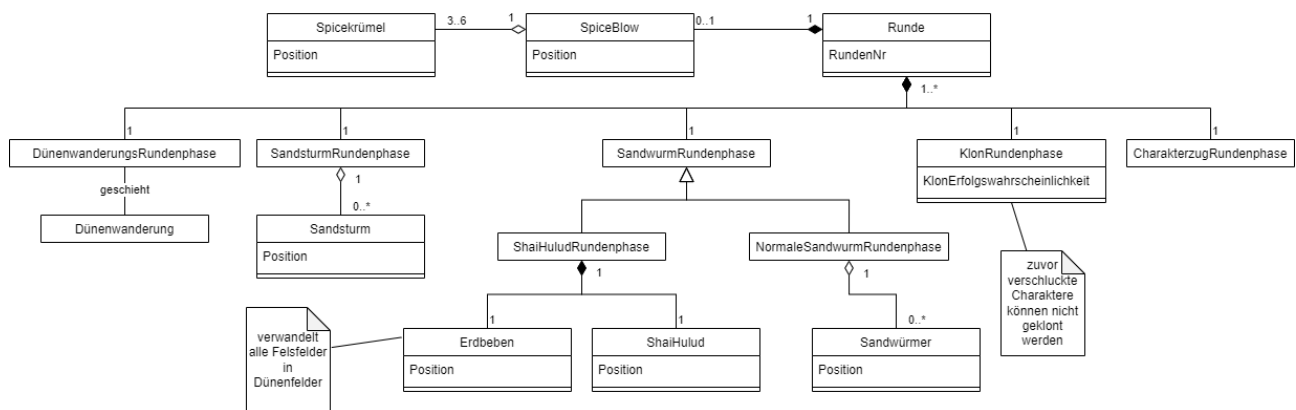 Spicekrümel
Position
3..6
1
SpiceBlow
Position
0..1
1
Runde
RundenNr
1..*
1
1
1
1
1
DünenwanderungsRundenphase
SandsturmRundenphase
SandwurmRundenphase
KlonRundenphase
KlonErfolgswahrscheinlichkeit
CharakterzugRundenphase
geschieht
1
0..*
Dünenwanderung
Sandsturm
Position
ShaiHuludRundenphase
NormaleSandwurmRundenphase
1
1
zuvor
verschluckte
Charaktere
können nicht
geklont
werden
1
1
0..*
verwandelt
alle Felsfelder
in
Dünenfelder
Erdbeben
Position
ShaiHulud
Position
Sandwürmer
Position